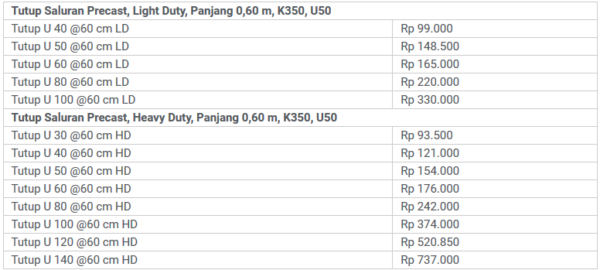 Tutup Saluran Precast, Light Duty, Panjang 0,60 m, K350, U50
Tutup U 40 @60 cm LD Rp 99.000
Tutup U 50 @60 cm LD Rp 148.500
Tutup U 60 @60 cm LD Rp 165.000
Tutup U 80 @60 cm LD Rp 220.000
Tutup U 100 @60 cm LD Rp 330.000
Tutup Saluran Precast, Heavy Duty, Panjang 0,60 m, K350, U50
Tutup U 30 @60 cm HD Rp 93.500
Tutup U 40 @60 cm HD Rp 121.000
Tutup U 50 @60 cm HD Rp 154.000
Tutup U 60 @60 cm HD Rp 176.000
Tutup U 80 @60 cm HD Rp 242.000
Tutup U 100 @60 cm HD Rp 374.000
Tutup U 120 @60 cm HD Rp 520.850
Tutup U 140 @60 cm HD Rp 737.000